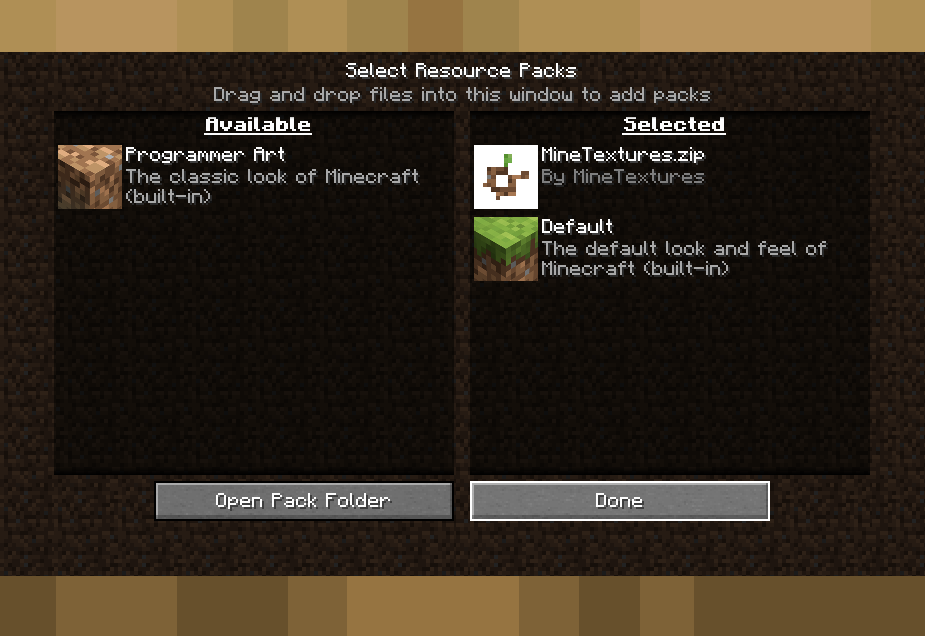 Select Resource Packs
Drag and drop files into this window to add packs
Available
Programmer Art
The classic look of Minecraft
(built-in)
Selected
MineTextures.zip
By MineTextures
Default
The default look and feel of
Minecraft (built-in)
Open Pack Folder
Done